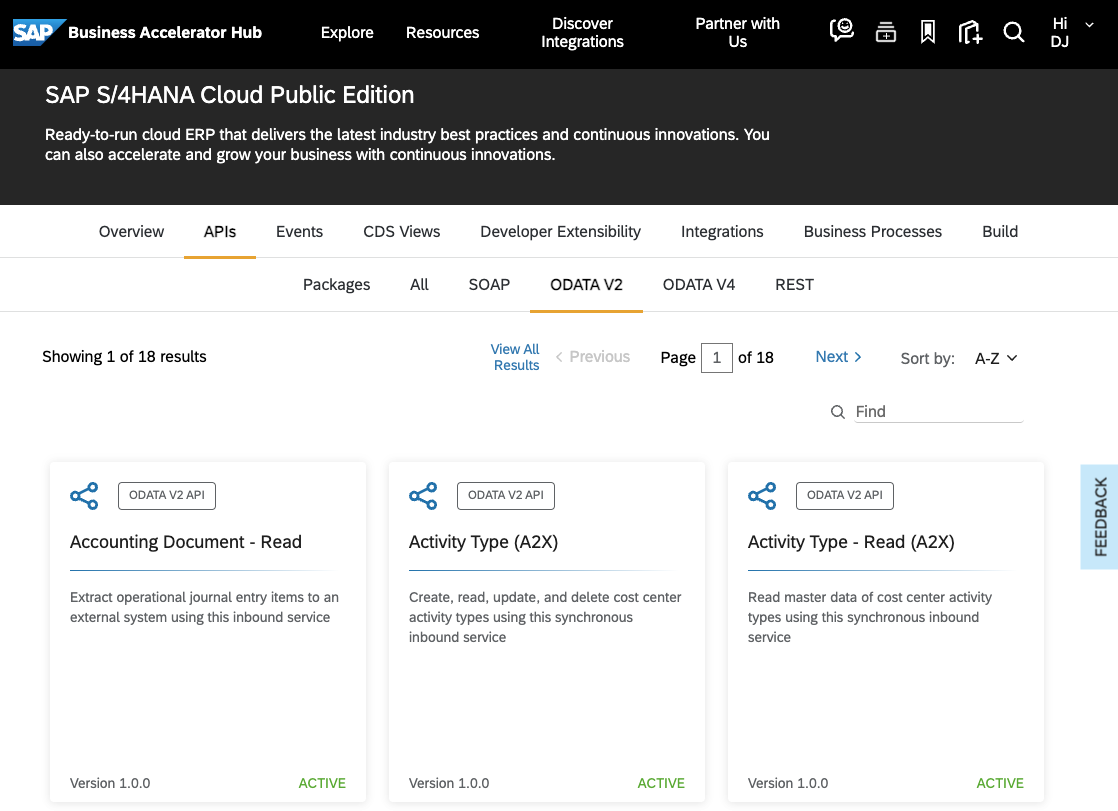 SAP Business Accelerator Hub
Explore
Resources
Discover
Integrations
Partner with
Us
Hi
DJ
SAP S/4HANA Cloud Public Edition
Ready-to-run cloud ERP that delivers the latest industry best practices and continuous innovations. You
can also accelerate and grow your business with continuous innovations.
Overview
APIs
Events
CDS Views
Developer Extensibility
Integrations
Business Processes
Build
Packages
All
SOAP
ODATA V2
ODATA V4
REST
Showing 1 of 18 results
View All
Results
Previous
Page 1 of 18
Next
Sort by:
A-Z
Find
ODATA V2 API
Accounting Document - Read
Extract operational journal entry items to an
external system using this inbound service
Version 1.0.0
ACTIVE
ODATA V2 API
Activity Type (A2X)
Create, read, update, and delete cost center
activity types using this synchronous
inbound service
Version 1.0.0
ACTIVE
ODATA V2 API
Activity Type - Read (A2X)
Read master data of cost center activity
types using this synchronous inbound
service
Version 1.0.0
ACTIVE
FEEDBACK